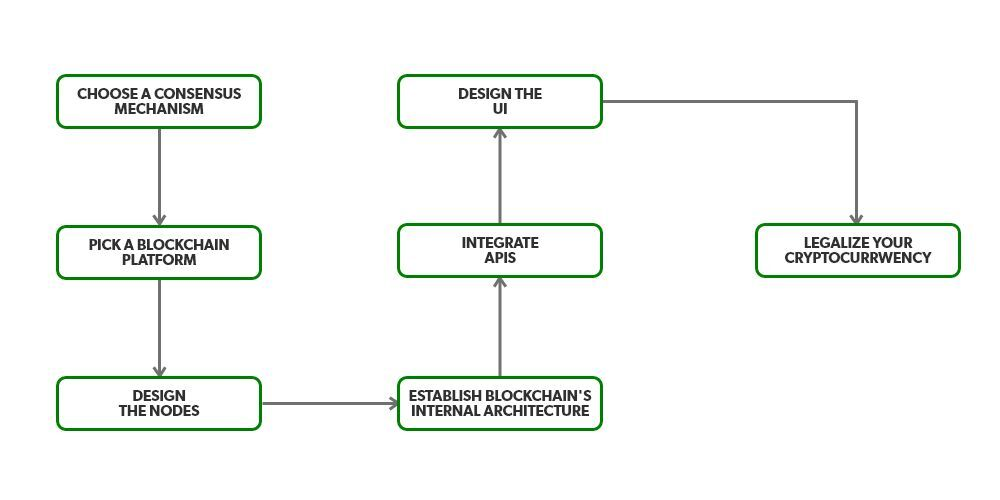 CHOOSE A CONSENSUS
MECHANISM
PICK A BLOCKCHAIN
PLATFORM
DESIGN
THE NODES
ESTABLISH BLOCKCHAIN'S
INTERNAL ARCHITECTURE
INTEGRATE
APIS
DESIGN THE
UI
LEGALIZE YOUR
CRYPTOCURRWENCY